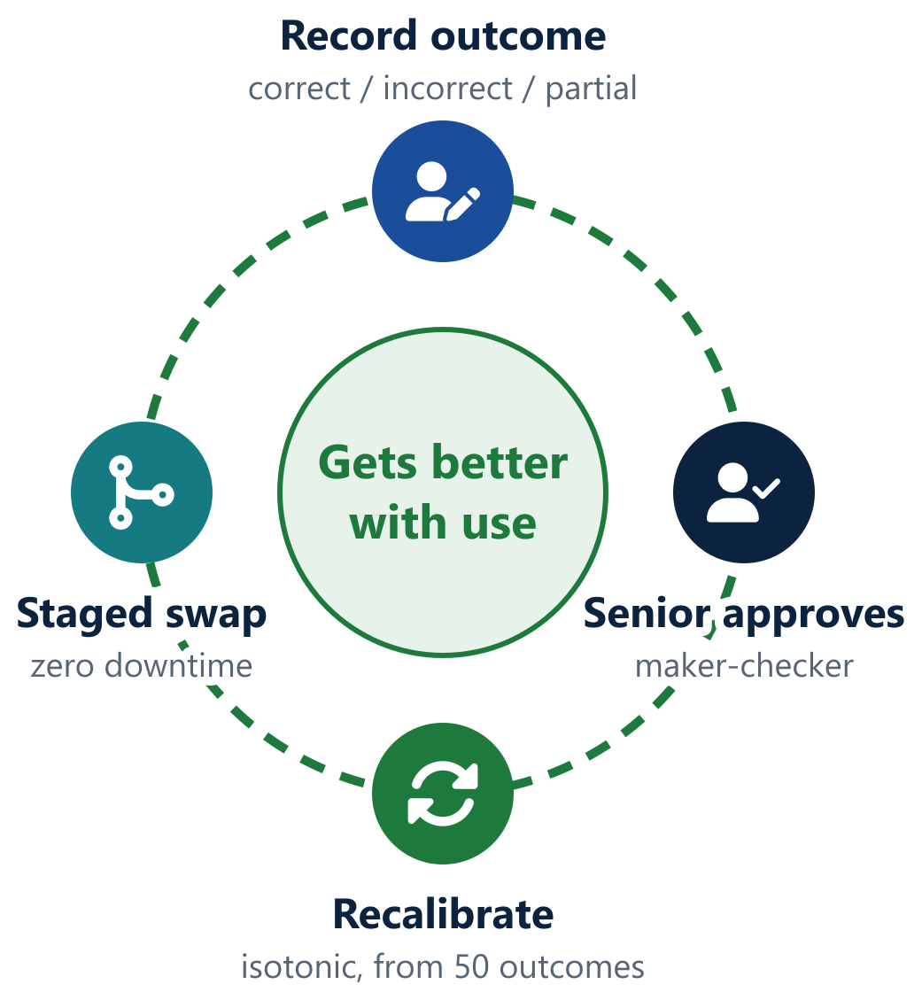 Record outcome
correct / incorrect / partial
Gets better
with use
Staged swap
zero downtime
Senior approves
maker-checker
Recalibrate
isotonic, from 50 outcomes